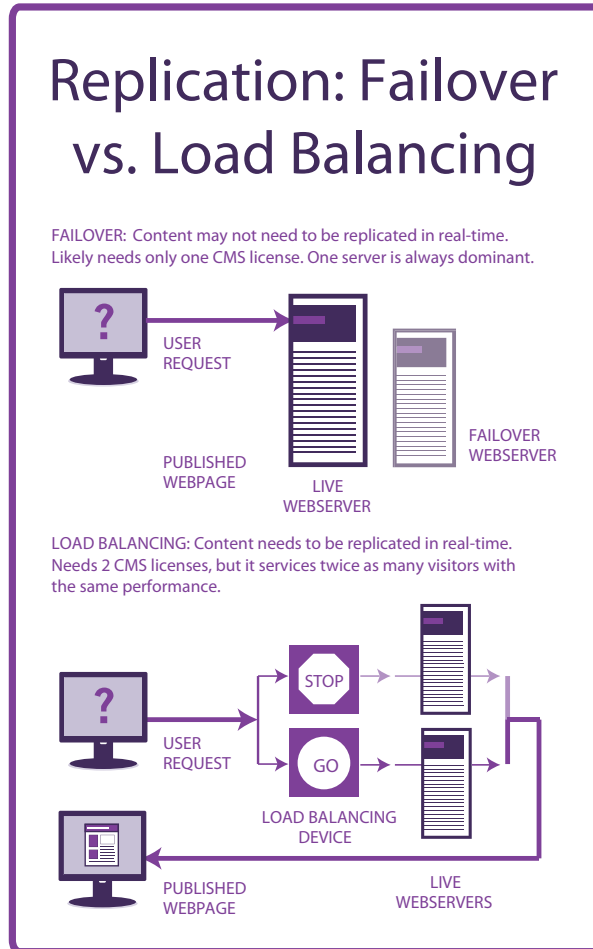 Replication: Failover
vs. Load Balancing
FAILOVER: Content may not need to be replicated in real-time.
Likely needs only one CMS license. One server is always dominant.
?
USER
REQUEST
PUBLISHED
WEBPAGE
LIVE
WEBSERVER
FAILOVER
WEBSERVER
LOAD BALANCING: Content needs to be replicated in real-time.
Needs 2 CMS licenses, but it services twice as many visitors with
the same performance.
?
USER
REQUEST
STOP
GO
LOAD BALANCING
DEVICE
PUBLISHED
WEBPAGE
LIVE
WEBSERVERS